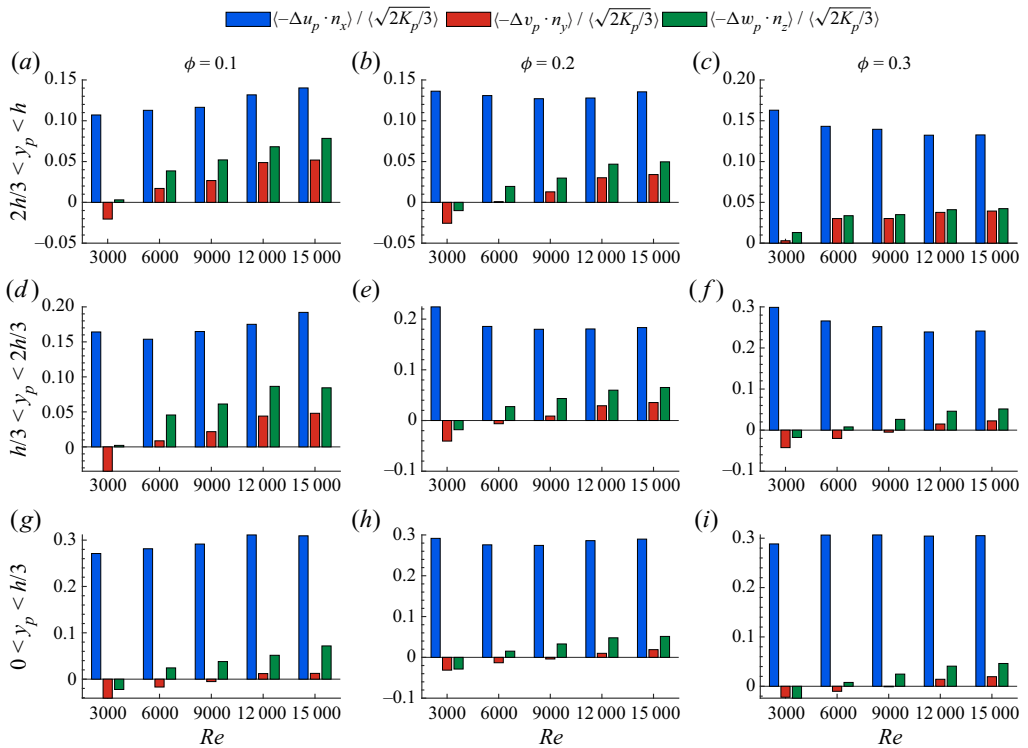 ⟨−Δu_p · n_x⟩ / ⟨√2K_p/3⟩ ⟨−Δv_p · n_y⟩ / ⟨√2K_p/3⟩ ⟨−Δw_p · n_z⟩ / ⟨√2K_p/3⟩
(a) ϕ = 0.1 (b) ϕ = 0.2 (c) ϕ = 0.3
2h/3 < y_p < h
0.15
0.10
0.05
0
−0.05
3000 6000 9000 12 000 15 000
0.15
0.10
0.05
0
−0.05
3000 6000 9000 12 000 15 000
0.20
0.15
0.10
0.05
0
3000 6000 9000 12 000 15 000
(d) (e) (f)
h/3 < y_p < 2h/3
0.20
0.15
0.10
0.05
0
3000 6000 9000 12 000 15 000
0.2
0.1
0
−0.1
3000 6000 9000 12 000 15 000
0.3
0.2
0.1
0
−0.1
3000 6000 9000 12 000 15 000
(g) (h) (i)
0 < y_p < h/3
0.3
0.2
0.1
0
3000 6000 9000 12 000 15 000
0.3
0.2
0.1
0
−0.1
3000 6000 9000 12 000 15 000
0.3
0.2
0.1
0
3000 6000 9000 12 000 15 000
Re Re Re